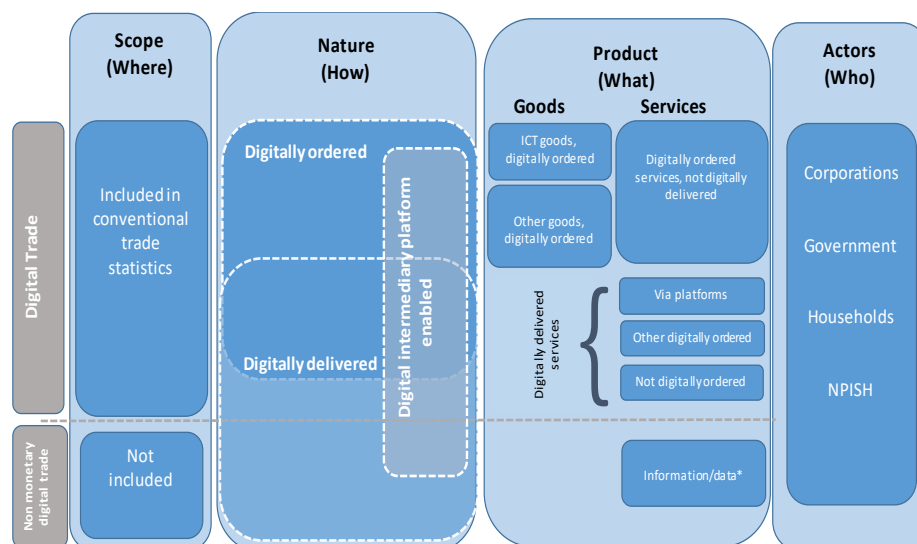 Scope
(Where)
Nature
(How)
Product
(What)
Actors
(Who)
Goods
Services
Digital Trade
Included in
conventional
trade
statistics
Digitally ordered
Digitally delivered
Digital intermediary platform
enabled
ICT goods,
digitally ordered
Other goods,
digitally ordered
Digitally ordered
services, not digitally
delivered
Digitally delivered
services
Via platforms
Other digitally ordered
Not digitally ordered
Corporations
Government
Households
NPISH
Non monetary
digital trade
Not
included
Information/data*